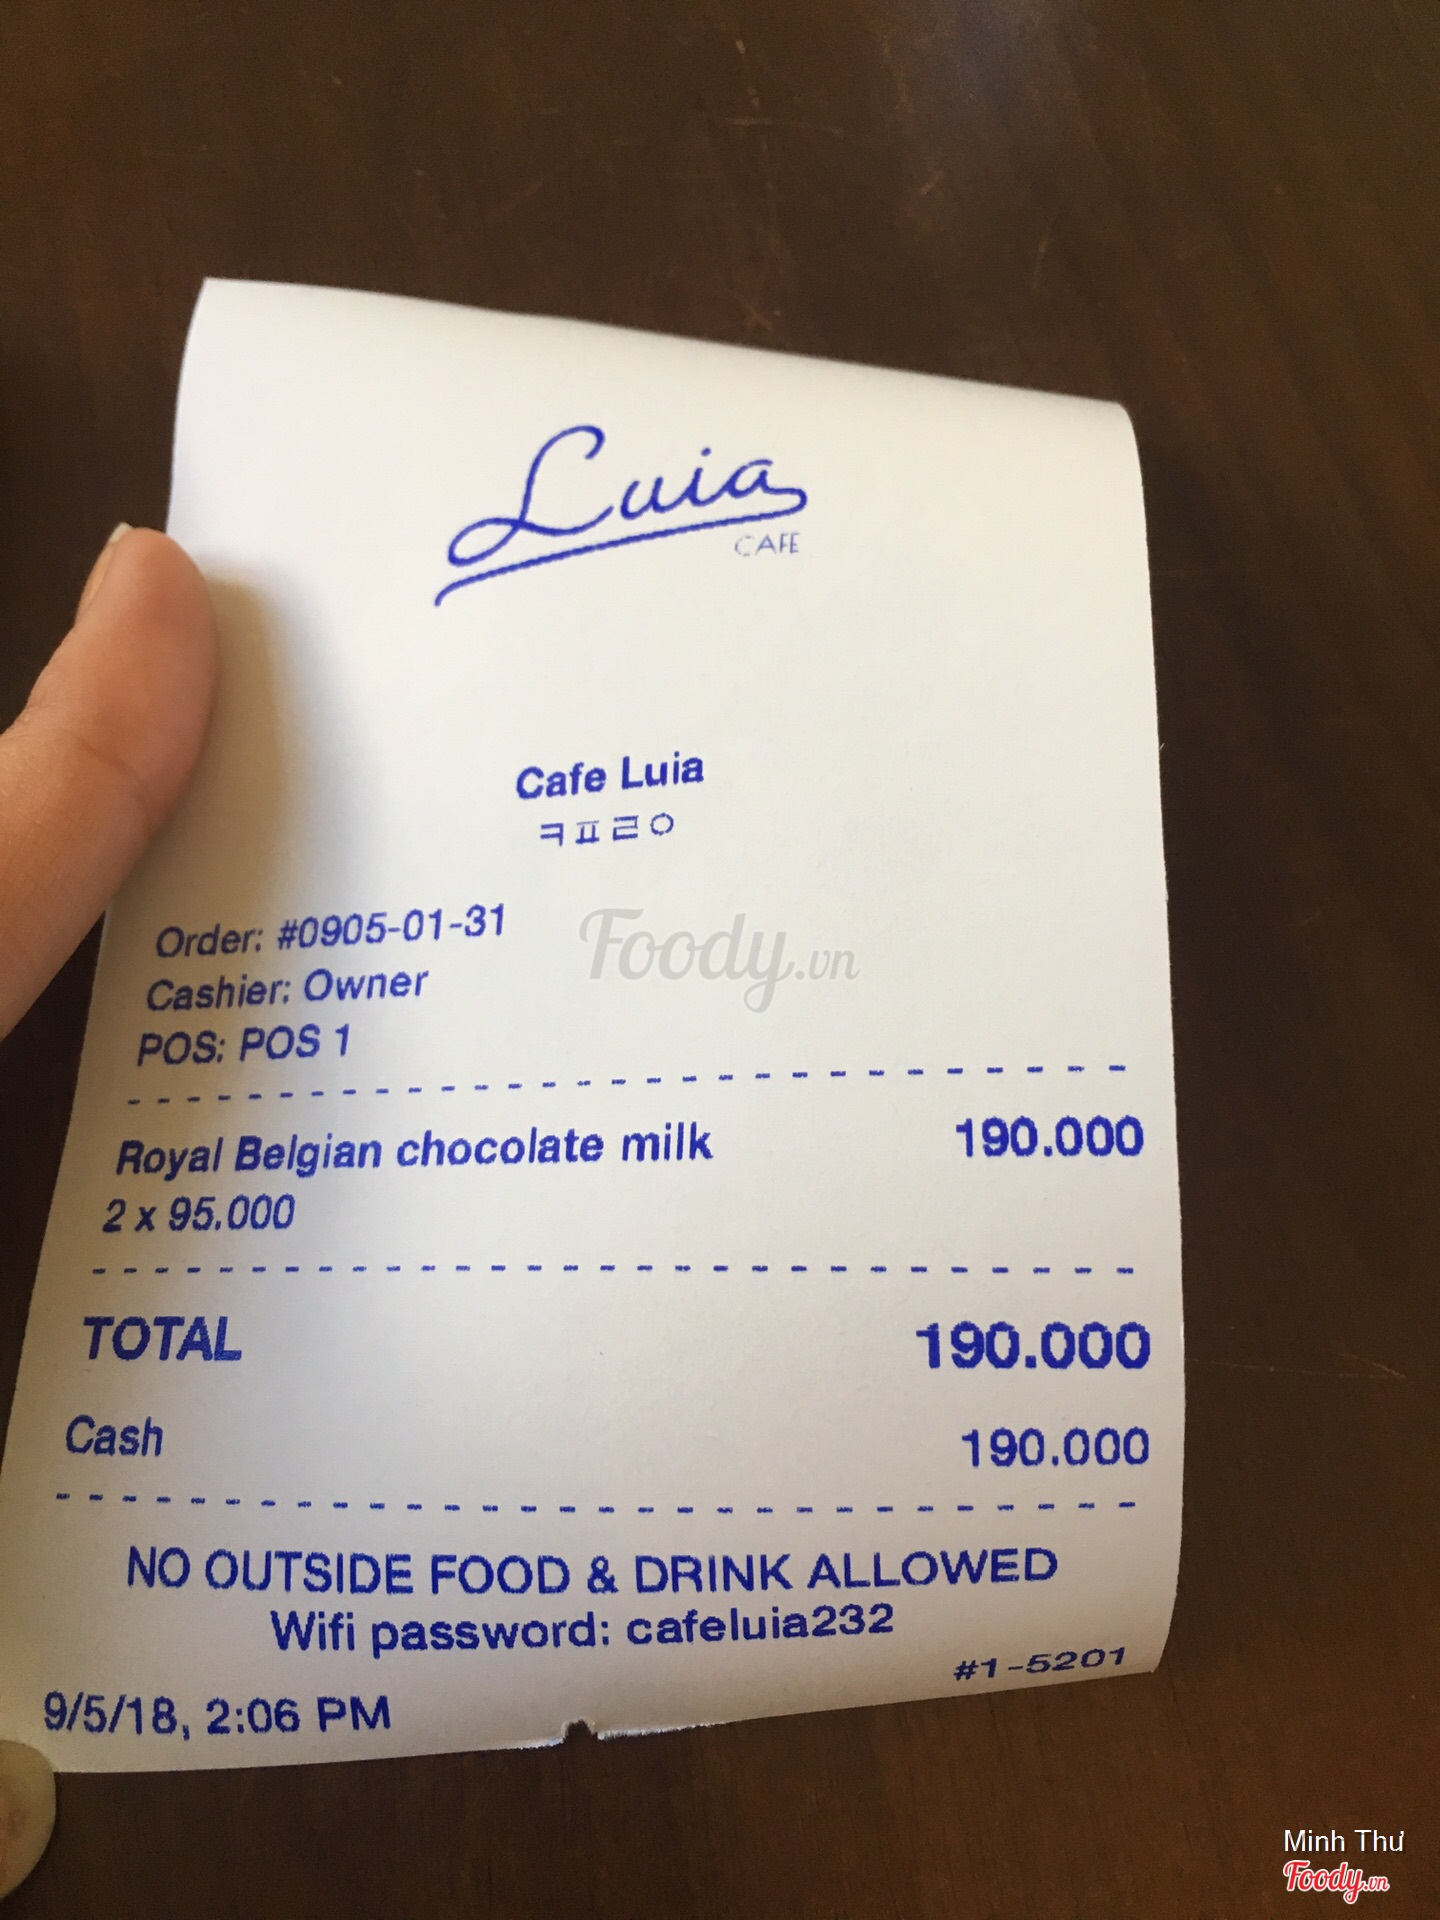 Luia
CAFE
Cafe Luia
ㅋㅍㄹㅇ
Order: #0905-01-31
Foody.vn
Cashier: Owner
POS: POS 1
Royal Belgian chocolate milk 190.000
2 x 95.000
TOTAL 190.000
Cash 190.000
NO OUTSIDE FOOD & DRINK ALLOWED
Wifi password: cafeluia232
#1-5201
9/5/18, 2:06 PM
Minh Thư
Foody.vn